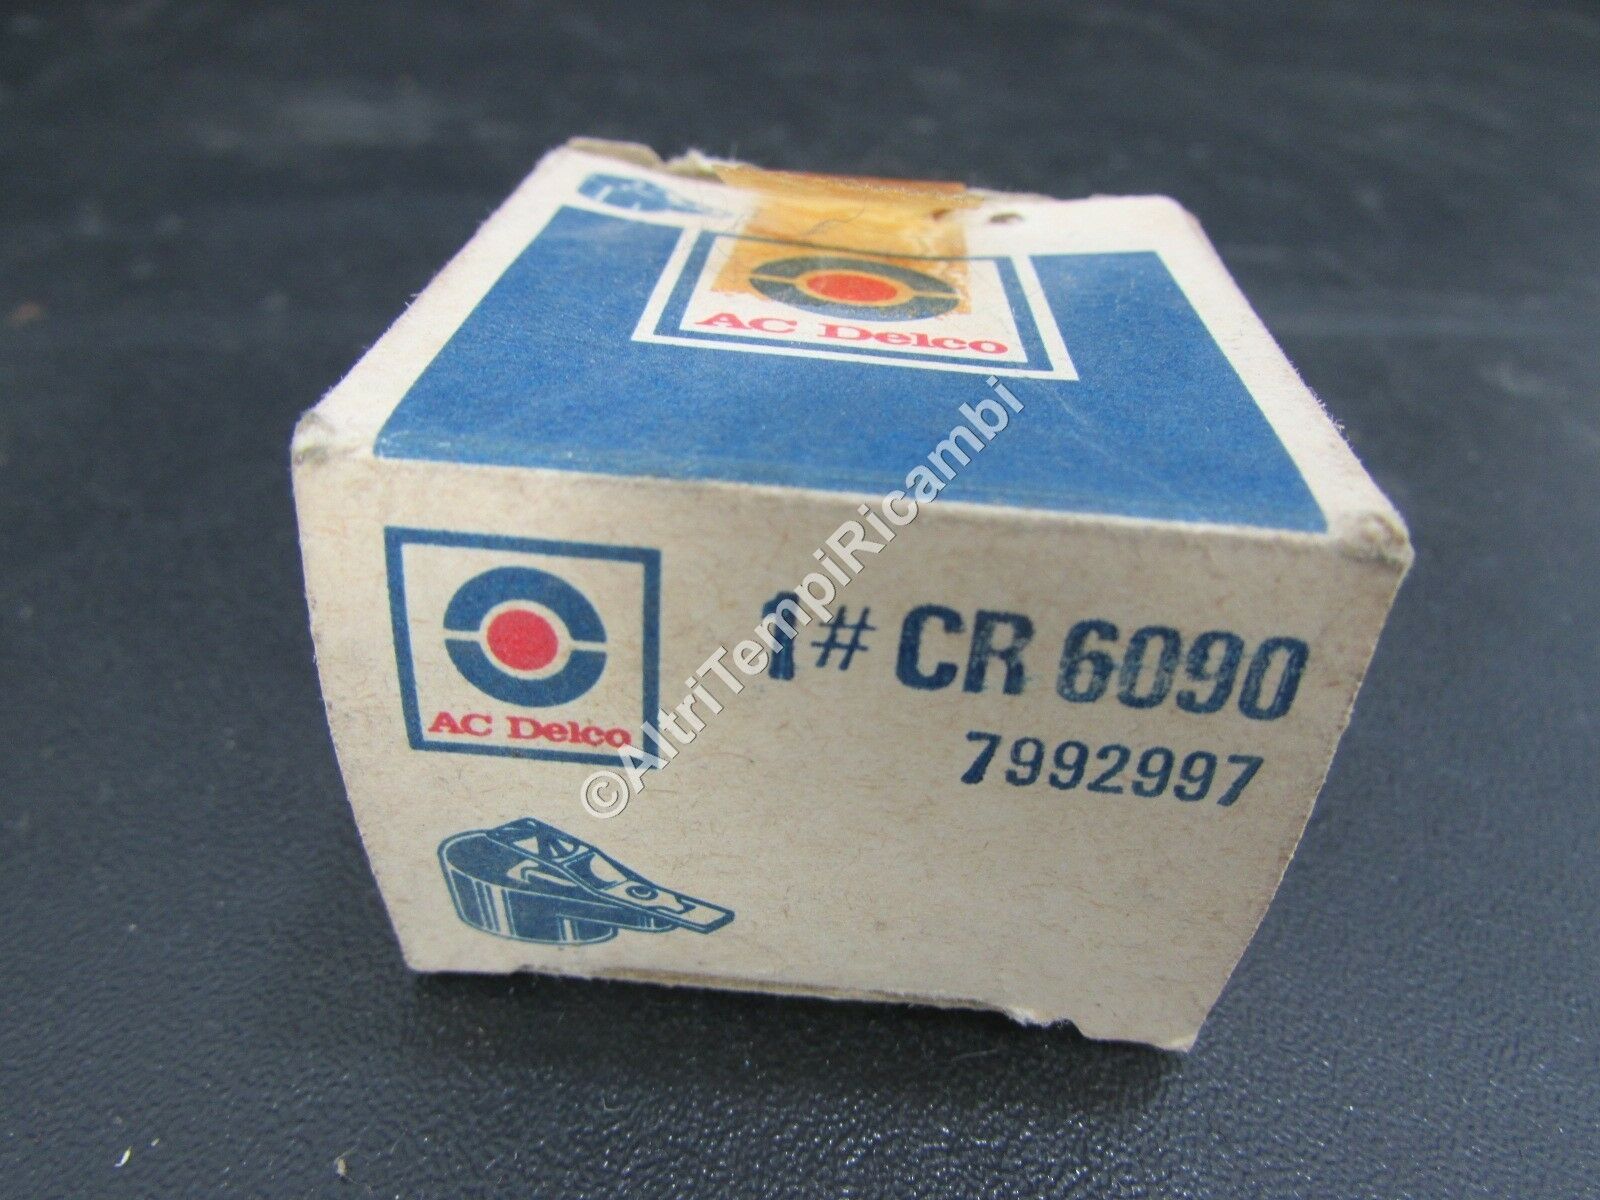 AC Delco
AC Delco
1# CR 6090
7992997
©AltriTempiRicambi